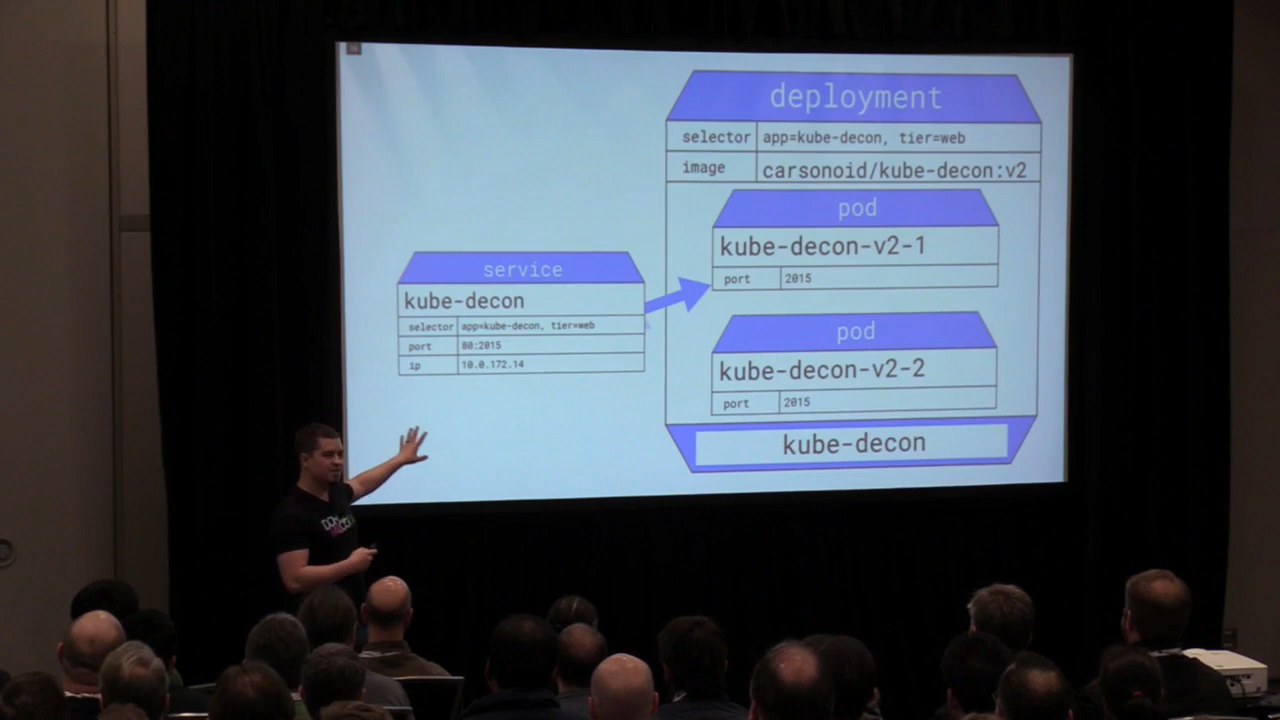 deployment
selector app=kube-decon, tier=web
image carsonoid/kube-decon:v2
pod
kube-decon-v2-1
port 2015
service
kube-decon
selector app=kube-decon, tier=web
port 80:2015
ip 10.0.172.14
pod
kube-decon-v2-2
port 2015
kube-decon